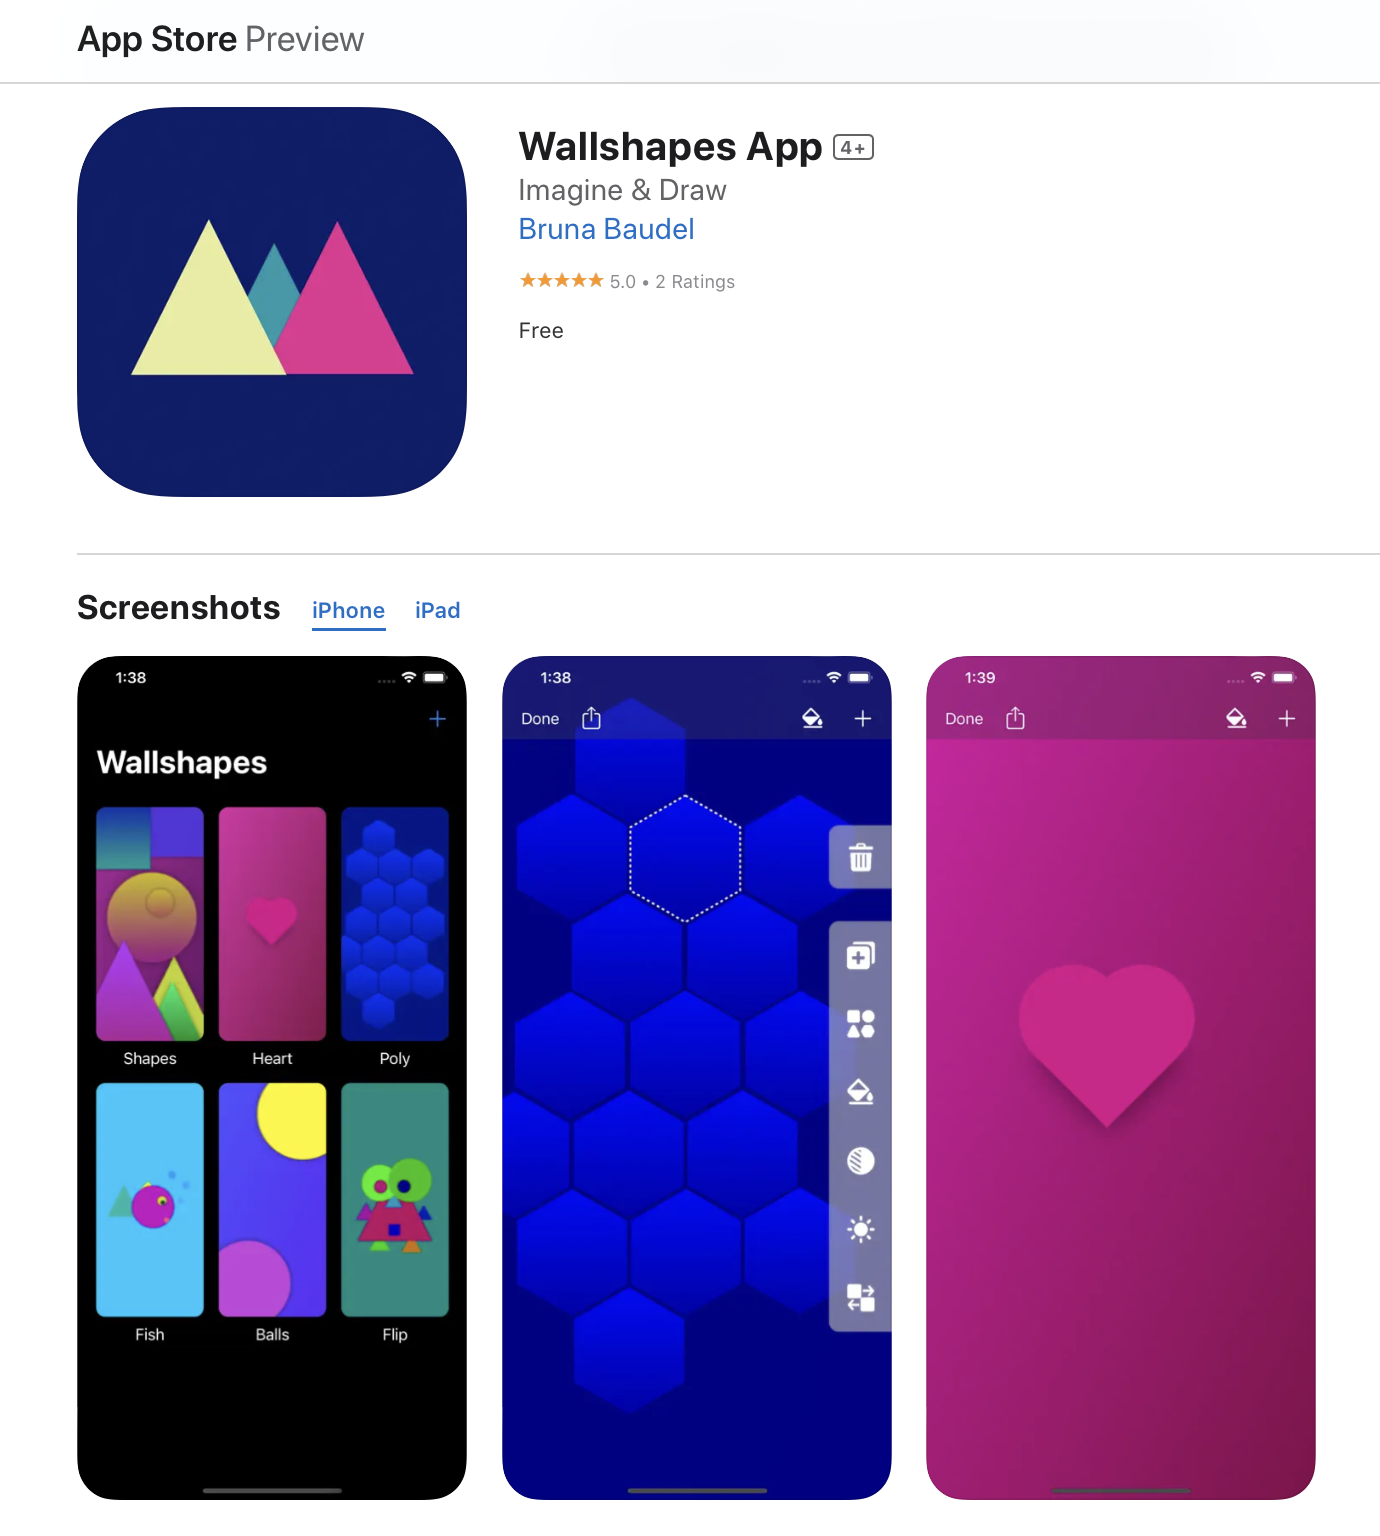 App Store Preview
Wallshapes App 4+
Imagine & Draw
Bruna Baudel
5.0 • 2 Ratings
Free
Screenshots iPhone iPad
1:38
Wallshapes
Shapes Heart Poly
Fish Balls Flip
1:38
Done
1:39
Done